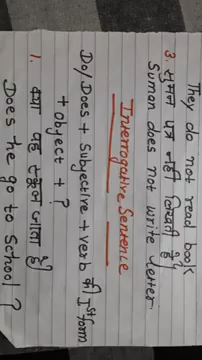 They do not read book
3. सुमन पत्र नहीं लिखती है
Suman does not write letter.
Interrogative Sentence
Do/Does + Subjective + verb की Ist form
+ object + ?
1. क्या वह स्कूल जाता है
Does he go to school ?